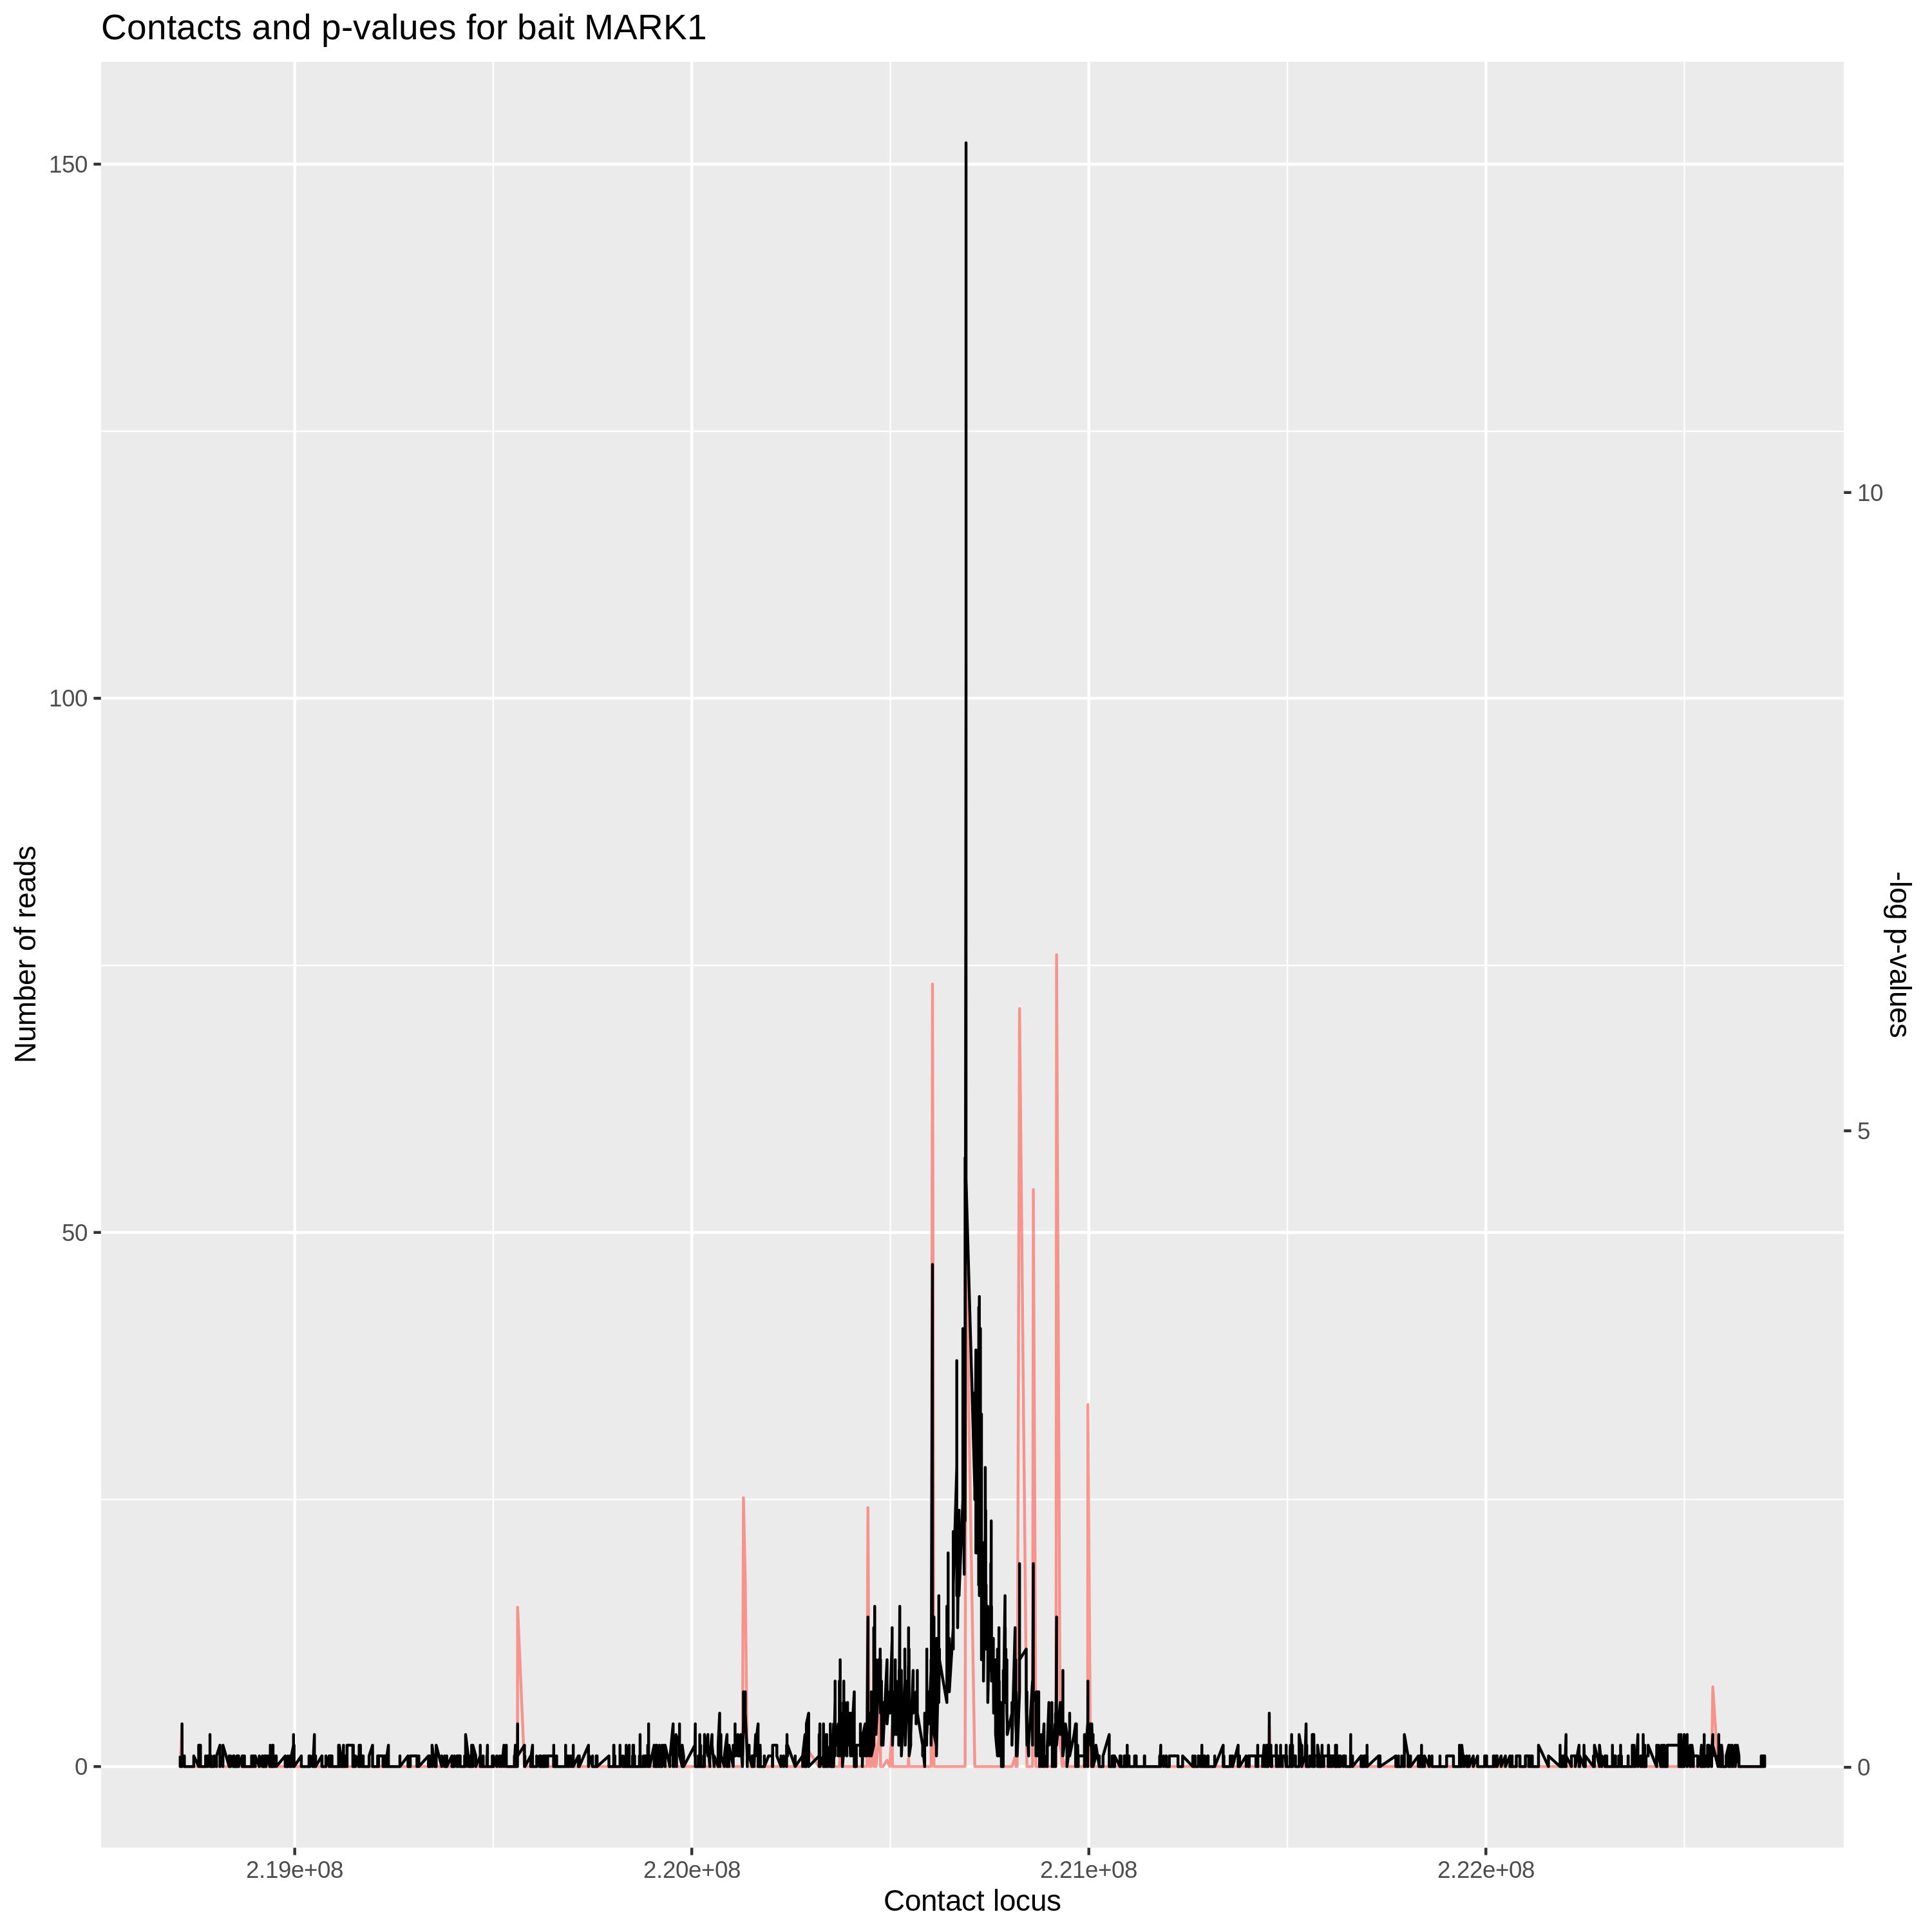 Contacts and p-values for bait MARK1
150
100
50
0
10
5
0
Number of reads
-log p-values
2.19e+08 2.20e+08 2.21e+08 2.22e+08
Contact locus